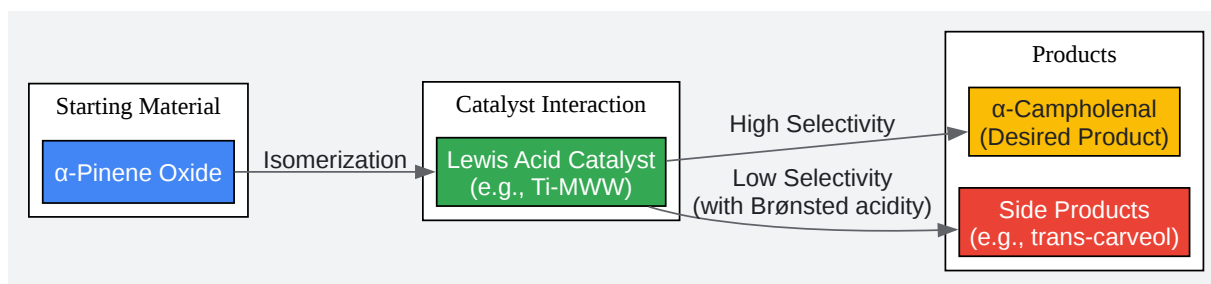 Starting Material
α-Pinene Oxide
Isomerization
Catalyst Interaction
Lewis Acid Catalyst
(e.g., Ti-MWW)
High Selectivity
Low Selectivity
(with Brønsted acidity)
Products
α-Campholenal
(Desired Product)
Side Products
(e.g., trans-carveol)